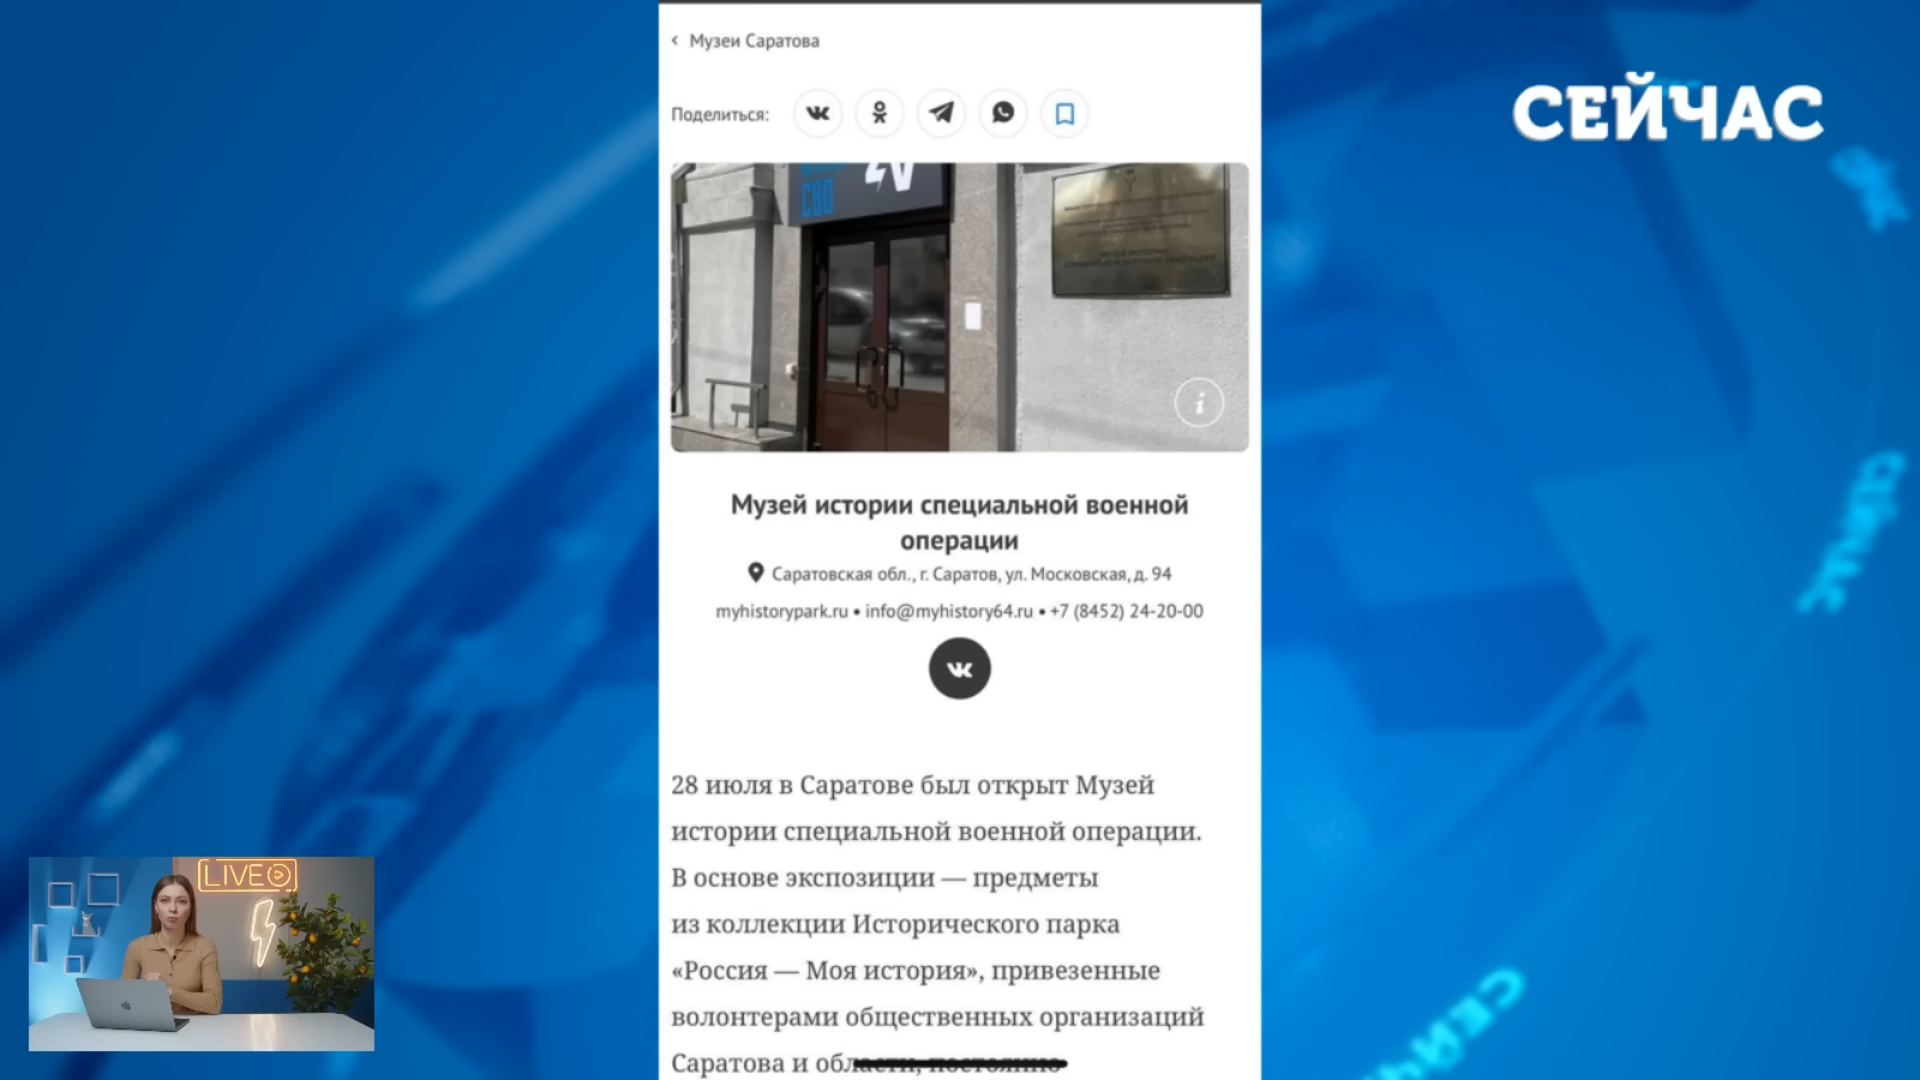 Музеи Саратова
Поделиться:
СЕЙЧАС
СВО
Музей истории специальной военной
операции
Саратовская обл., г. Саратов, ул. Московская, д. 94
myhistorypark.ru • info@myhistory64.ru • +7 (8452) 24-20-00
28 июля в Саратове был открыт Музей
истории специальной военной операции.
В основе экспозиции — предметы
из коллекции Исторического парка
«Россия — Моя история», привезенные
волонтерами общественных организаций
Саратова и области, постоянно
LIVE